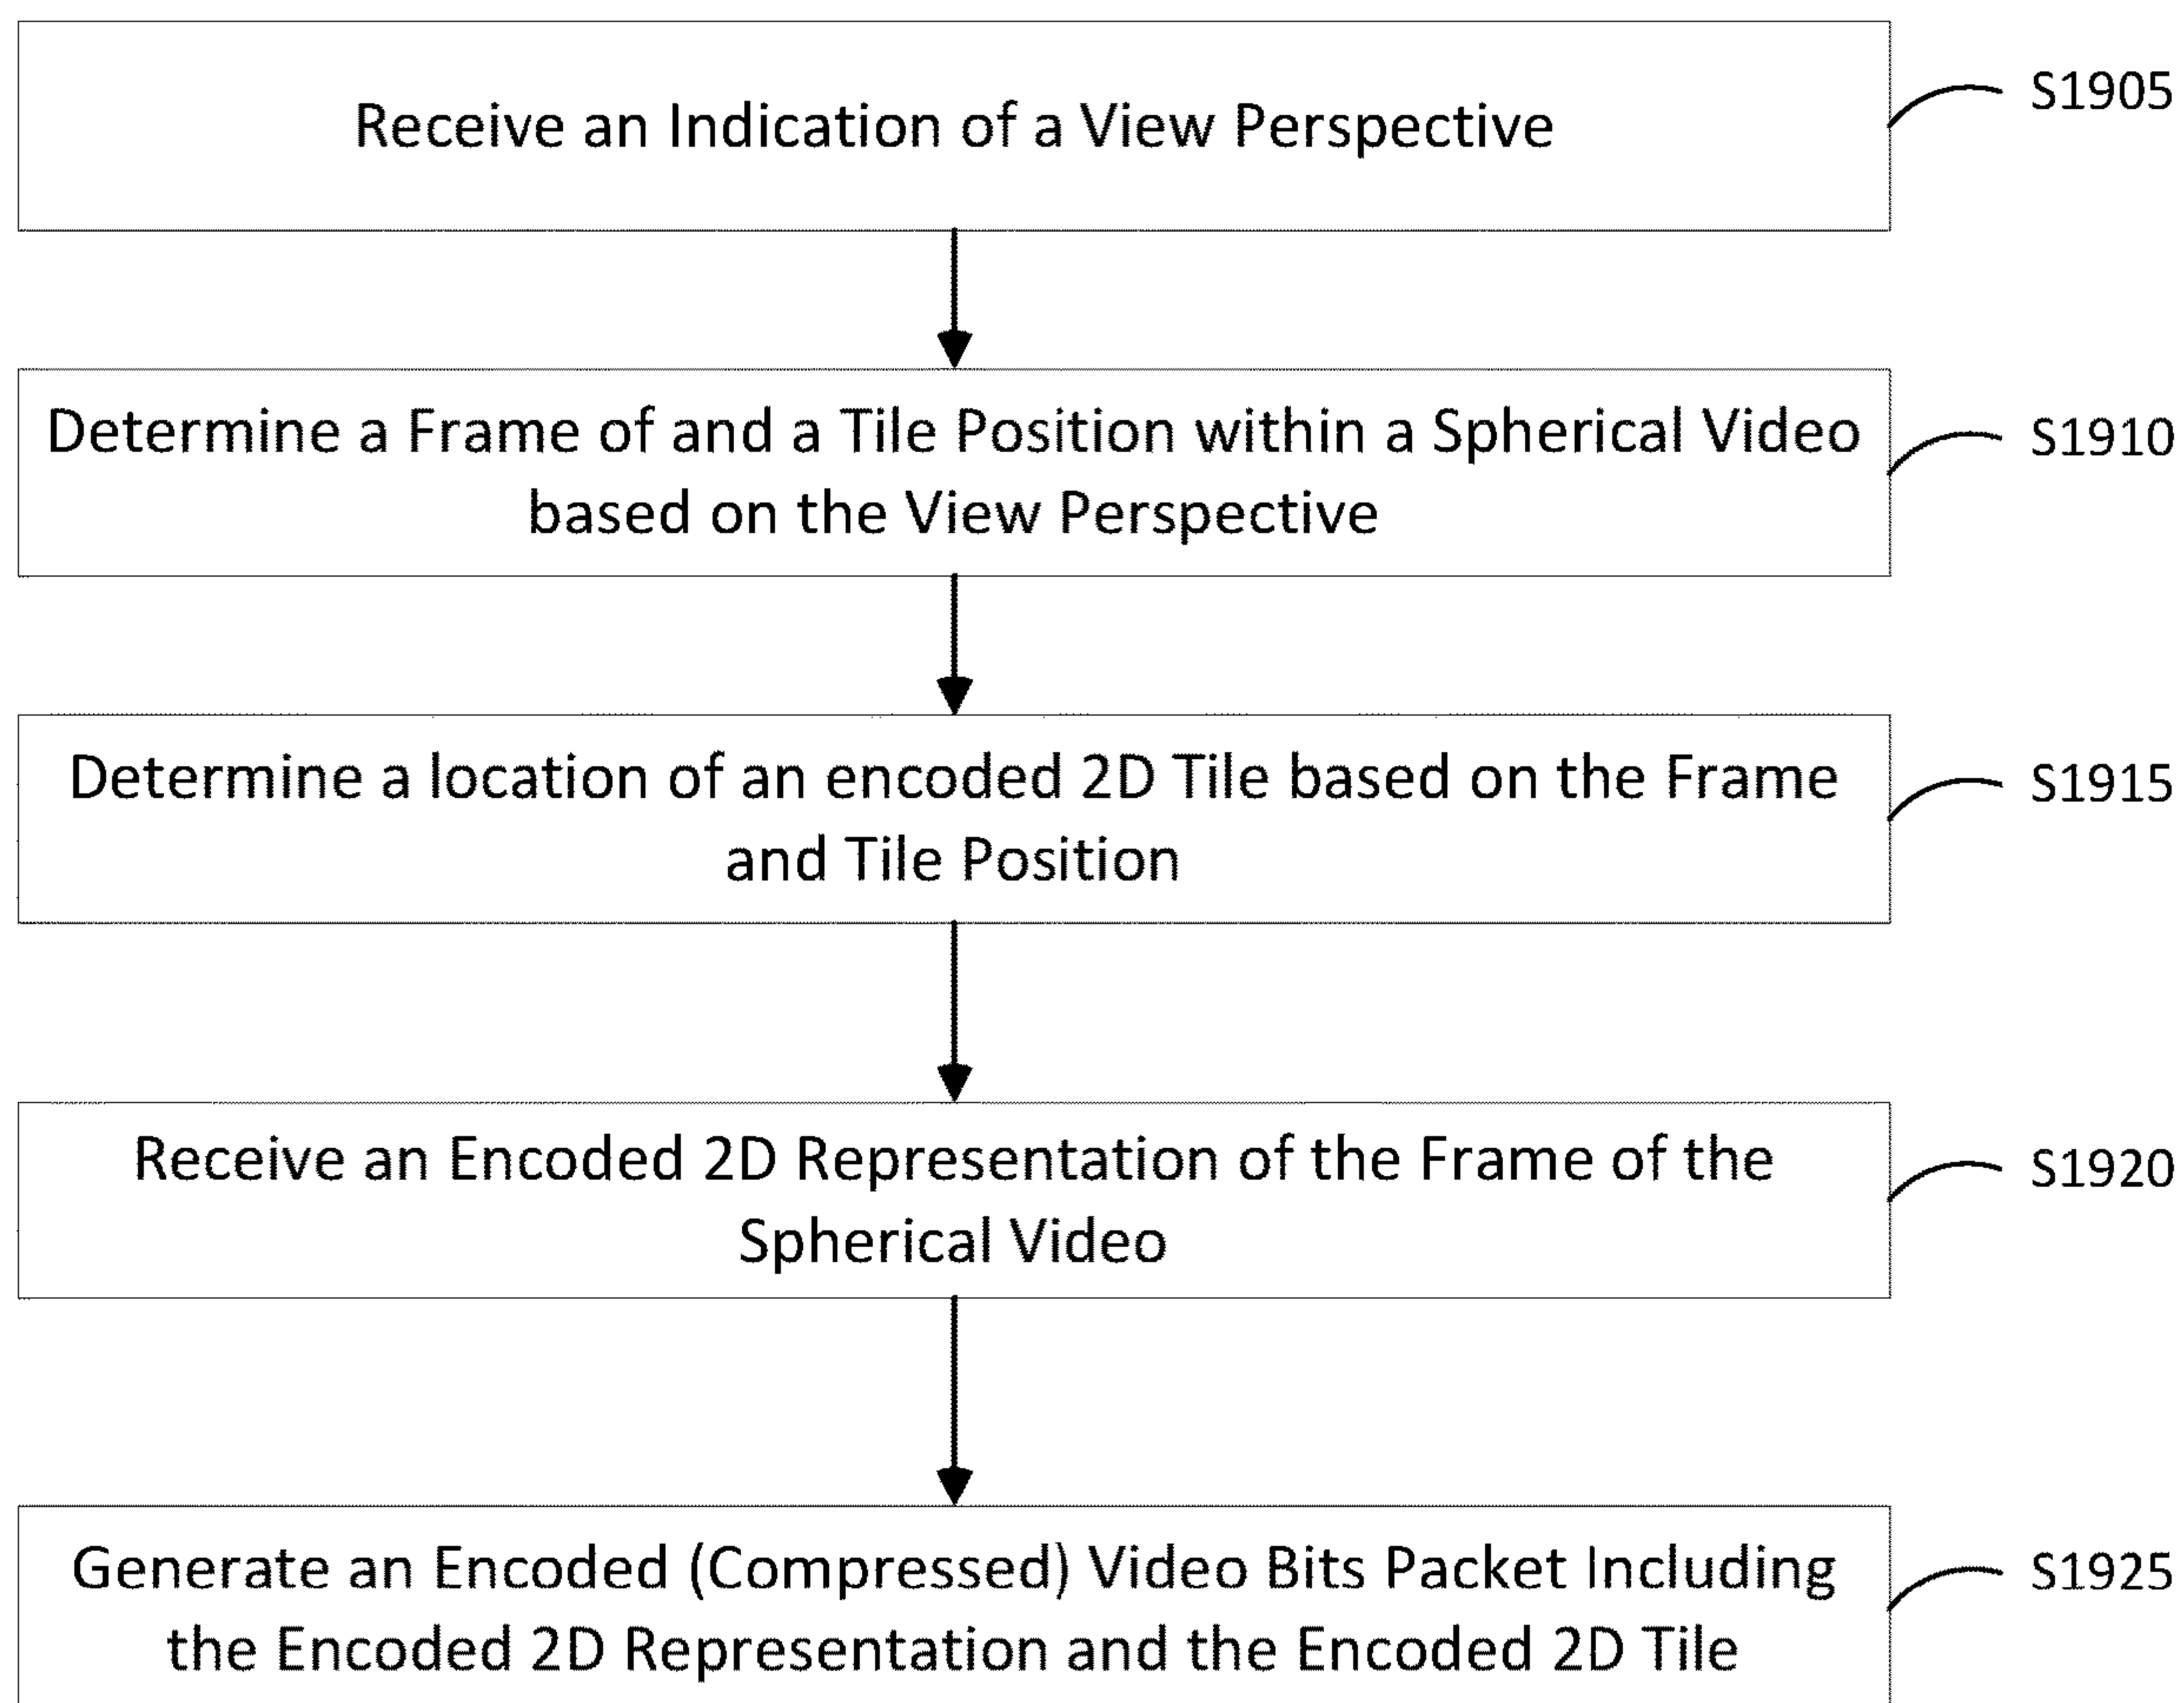 Receive an Indication of a View Perspective
S1905
Determine a Frame of and a Tile Position within a Spherical Video
based on the View Perspective
S1910
Determine a location of an encoded 2D Tile based on the Frame
and Tile Position
S1915
Receive an Encoded 2D Representation of the Frame of the
Spherical Video
S1920
Generate an Encoded (Compressed) Video Bits Packet Including
the Encoded 2D Representation and the Encoded 2D Tile
S1925